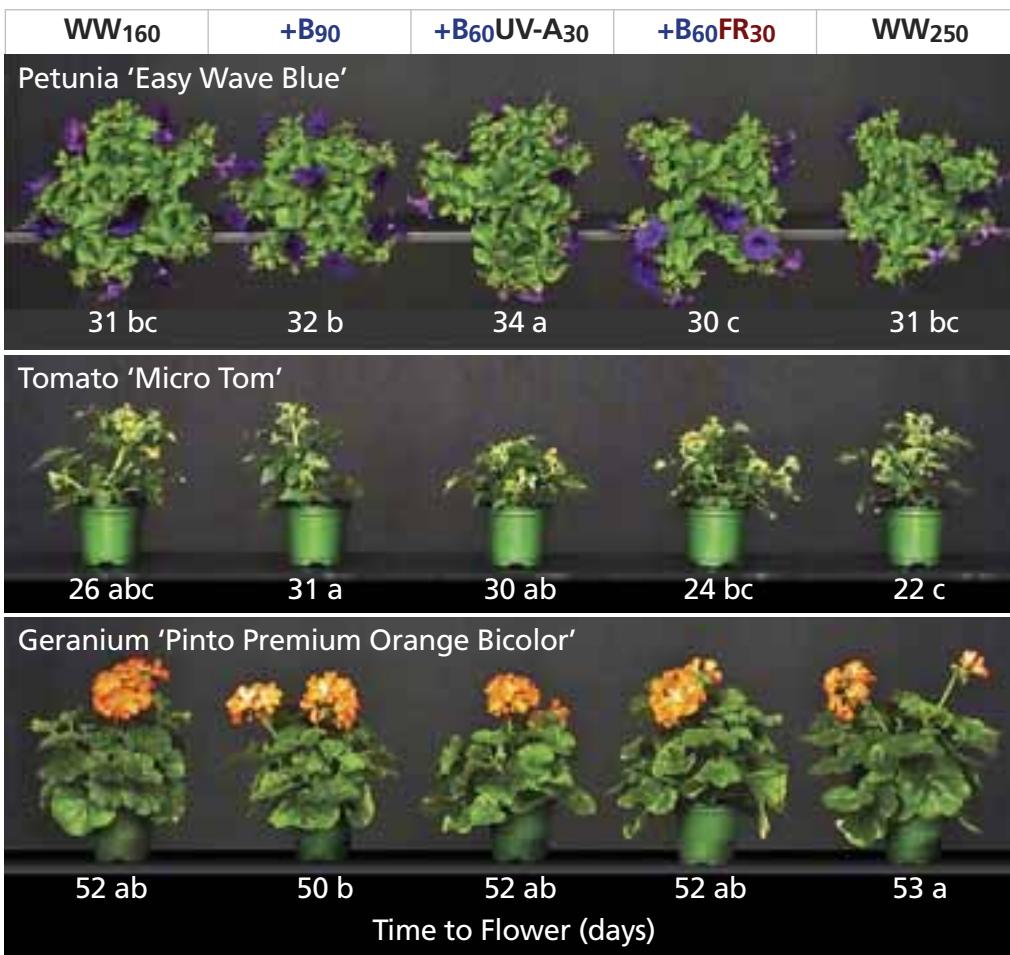 WW160 +B90 +B60UV-A30 +B60FR30 WW250
Petunia ‘Easy Wave Blue’
31 bc 32 b 34 a 30 c 31 bc
Tomato ‘Micro Tom’
26 abc 31 a 30 ab 24 bc 22 c
Geranium ‘Pinto Premium Orange Bicolor’
52 ab 50 b 52 ab 52 ab 53 a
Time to Flower (days)